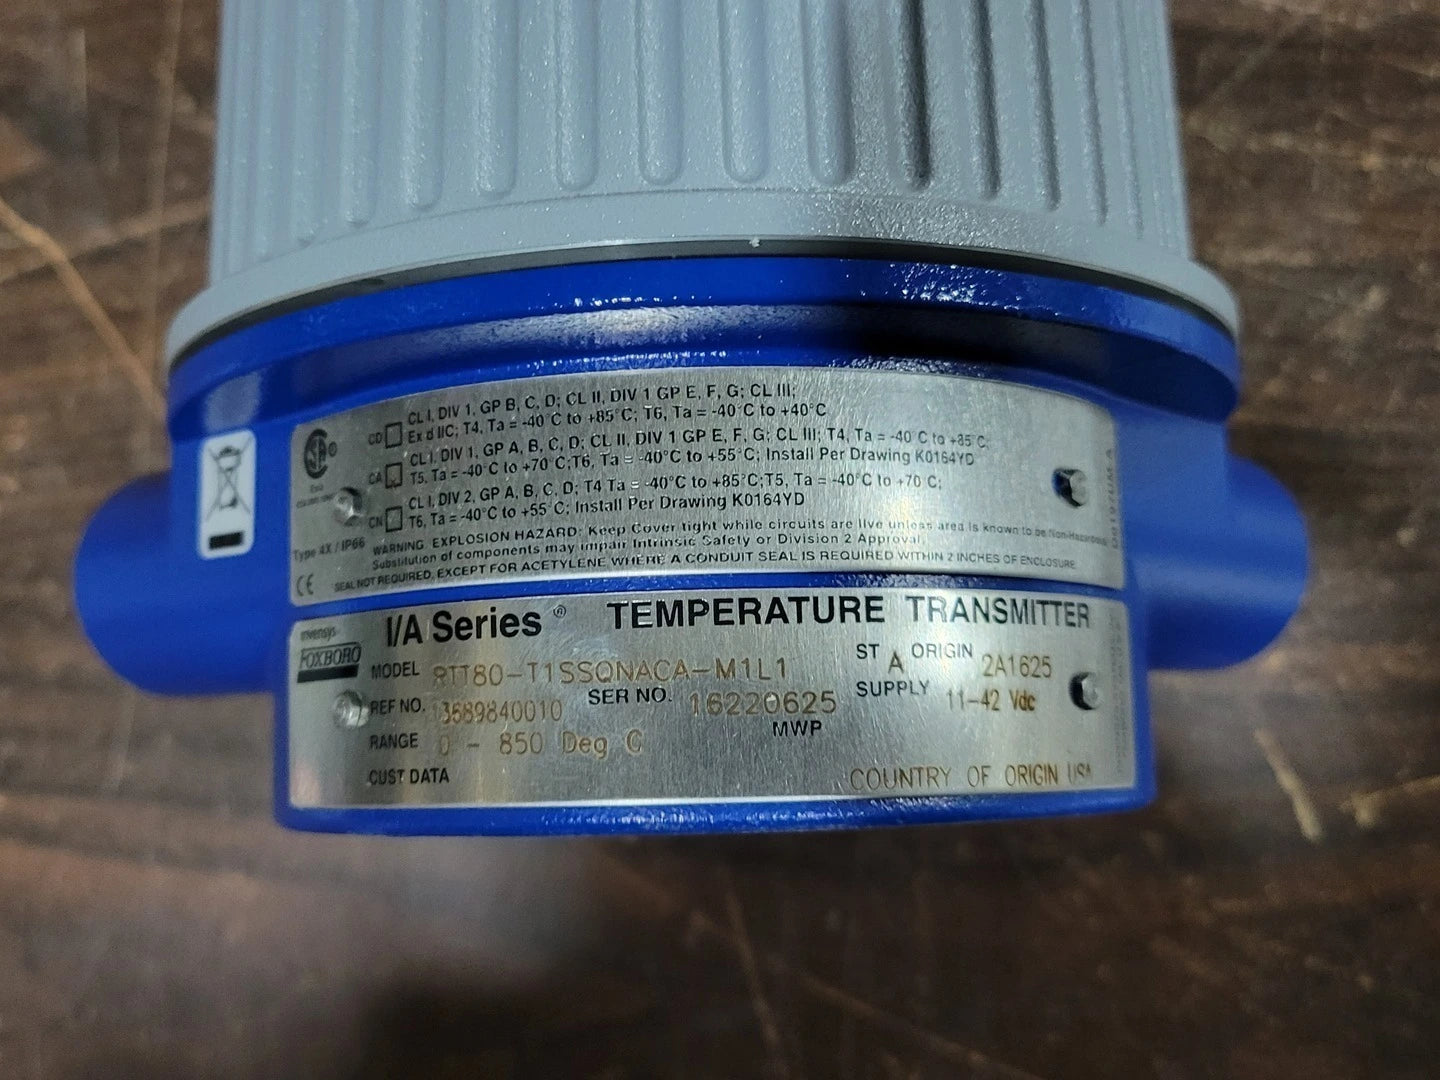 CD CL I, DIV 1, GP B, C, D; CL II, DIV 1 GP E, F, G; CL III;
Ex d IIC; T4, Ta = -40°C to +85°C; T6, Ta = -40°C to +40°C
CA CL I, DIV 1, GP A, B, C, D; CL II, DIV 1 GP E, F, G; CL III; T4, Ta = -40°C to +85°C;
T5, Ta = -40°C to +70°C; T6, Ta = -40°C to +55°C; Install Per Drawing K0164YD
CN CL I, DIV 2, GP A, B, C, D; T4 Ta = -40°C to +85°C; T5, Ta = -40°C to +70°C;
T6, Ta = -40°C to +55°C; Install Per Drawing K0164YD
Type 4X / IP66
WARNING: EXPLOSION HAZARD: Keep Cover tight while circuits are live unless area is known to be Non-Hazardous
Substitution of components may impair Intrinsic Safety or Division 2 Approval.
CE SEAL NOT REQUIRED, EXCEPT FOR ACETYLENE WHERE A CONDUIT SEAL IS REQUIRED WITHIN 2 INCHES OF ENCLOSURE
invensys
FOXBORO
I/A Series ® TEMPERATURE TRANSMITTER
MODEL RTT80-T1SSQNACA-M1L1 ST A ORIGIN 2A1625
REF NO. 13689840010 SER NO. 16220625 SUPPLY 11-42 Vdc
RANGE 0 - 850 Deg C MWP
CUST DATA COUNTRY OF ORIGIN USA